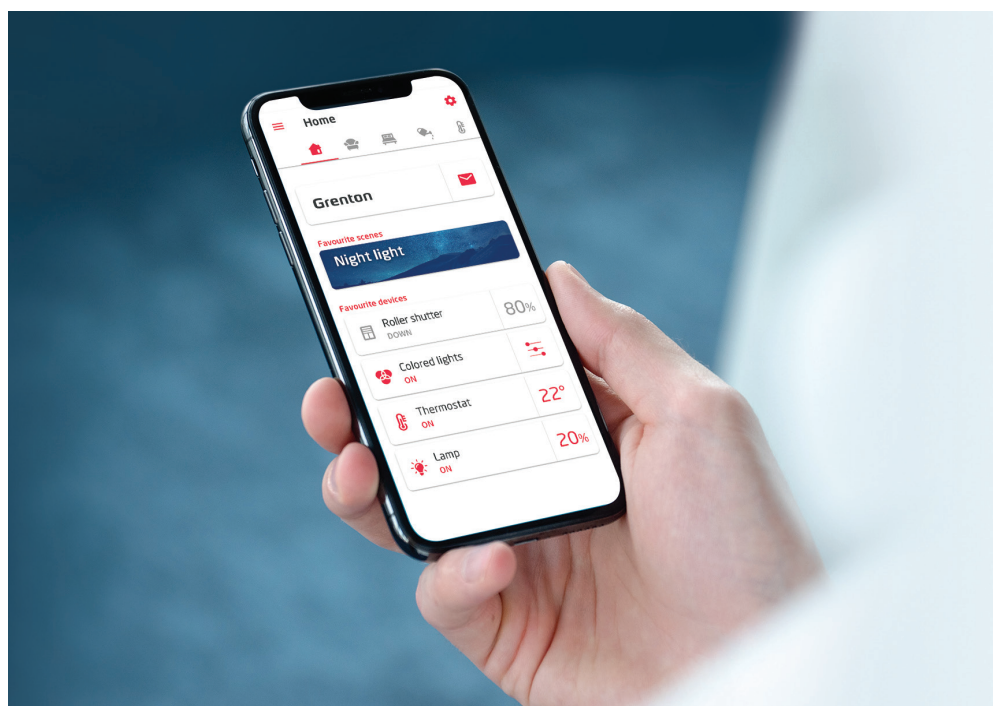 Home
Grenton
Favourite scenes
Night light
Favourite devices
Roller shutter
DOWN
80%
Colored lights
ON
Thermostat
ON
22°
Lamp
ON
20%